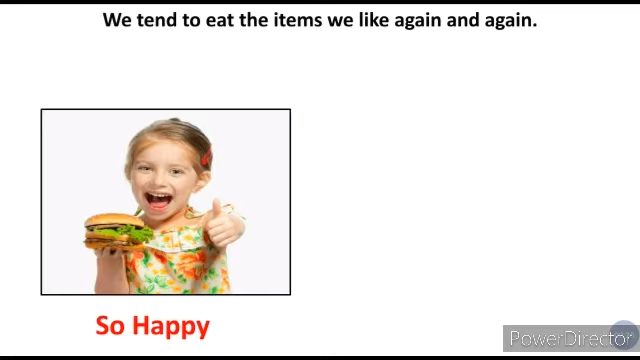 We tend to eat the items we like again and again.
So Happy
PowerDirector